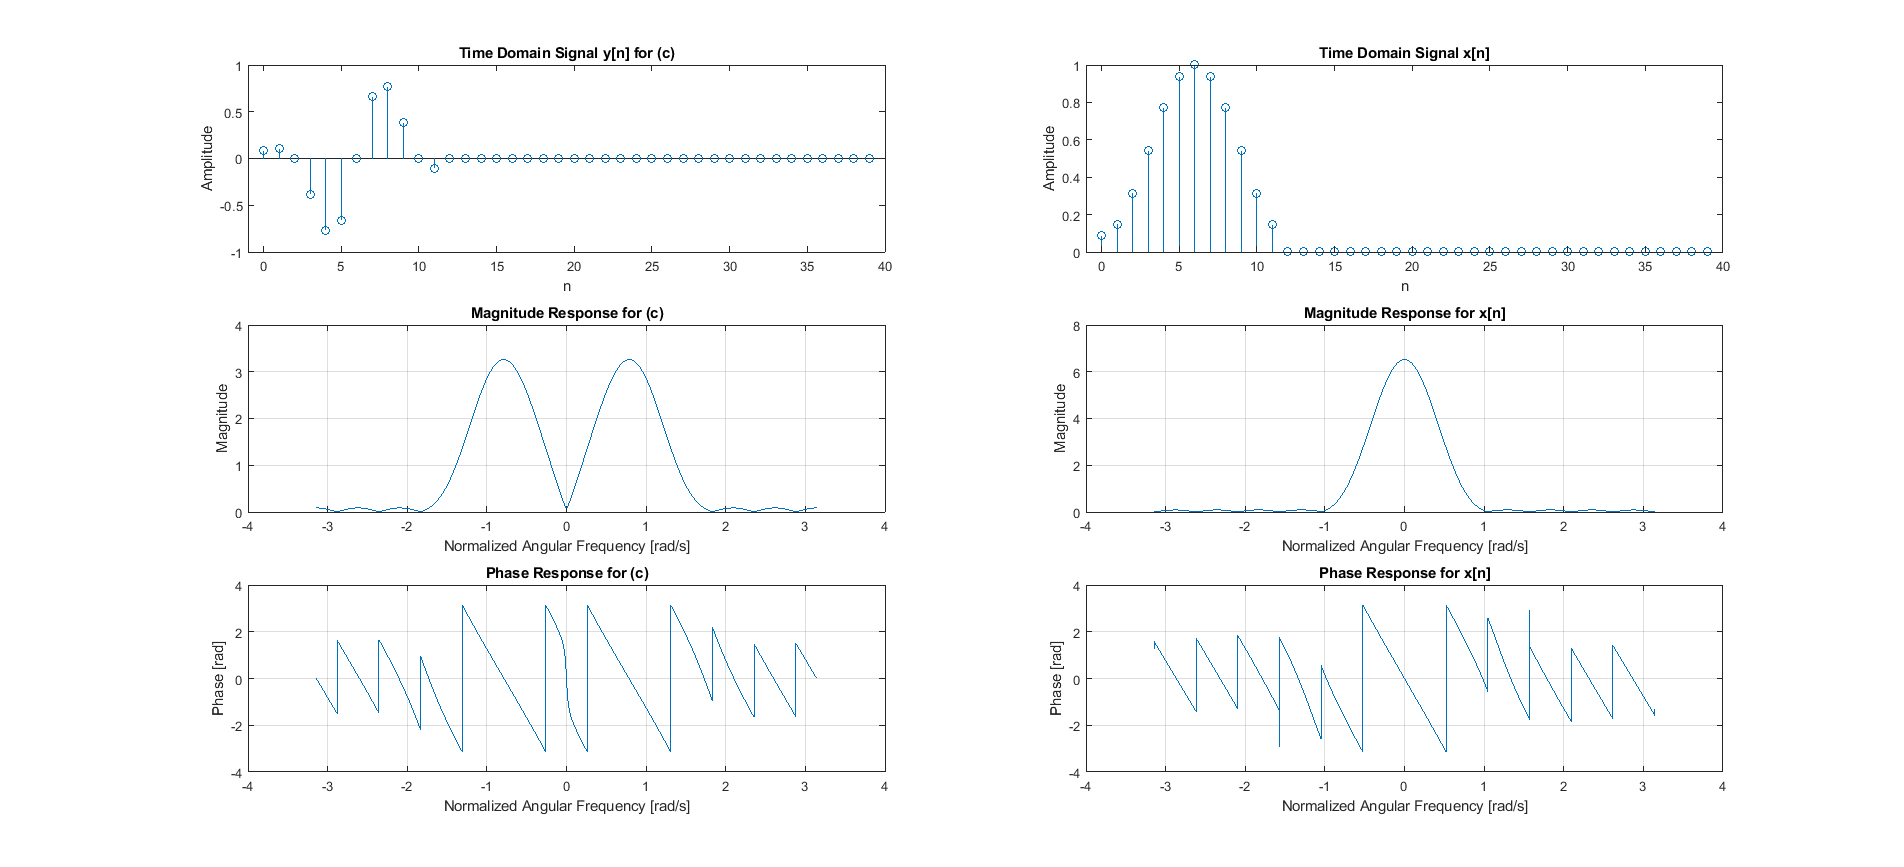 Time Domain Signal y[n] for (c)
Amplitude
1
0.5
0
-0.5
-1
0 5 10 15 20 25 30 35 40
n
Time Domain Signal x[n]
Amplitude
1
0.8
0.6
0.4
0.2
0
0 5 10 15 20 25 30 35 40
n
Magnitude Response for (c)
Magnitude
4
3
2
1
0
-4 -3 -2 -1 0 1 2 3 4
Normalized Angular Frequency [rad/s]
Magnitude Response for x[n]
Magnitude
8
6
4
2
0
-4 -3 -2 -1 0 1 2 3 4
Normalized Angular Frequency [rad/s]
Phase Response for (c)
Phase [rad]
4
2
0
-2
-4
-4 -3 -2 -1 0 1 2 3 4
Normalized Angular Frequency [rad/s]
Phase Response for x[n]
Phase [rad]
4
2
0
-2
-4
-4 -3 -2 -1 0 1 2 3 4
Normalized Angular Frequency [rad/s]